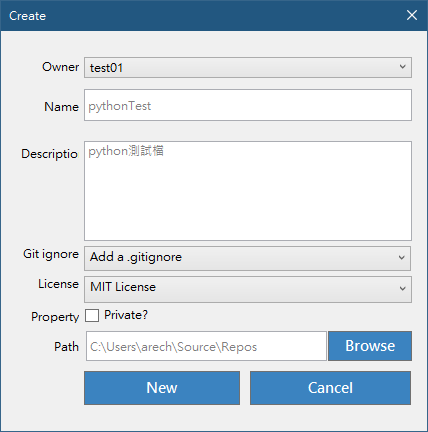 Create
Owner test01
Name pythonTest
Descriptio python測試檔
Git ignore Add a .gitignore
License MIT License
Property Private?
Path C:\Users\arech\Source\Repos Browse
New Cancel